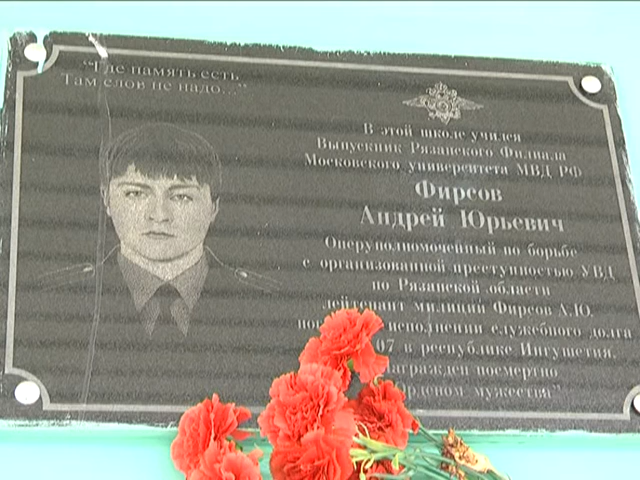 "Где память есть
Там слов не надо..."
В этой школе учился
Выпускник Рязанского Филиала
Московского университета МВД РФ
Фирсов
Андрей Юрьевич
Оперуполномоченный по борьбе
с организованной преступностью УВД
по Рязанской области
лейтенант милиции Фирсов А.Ю.
исполнении служебного долга
07 в республике Ингушетия.
посмертно
мужества"